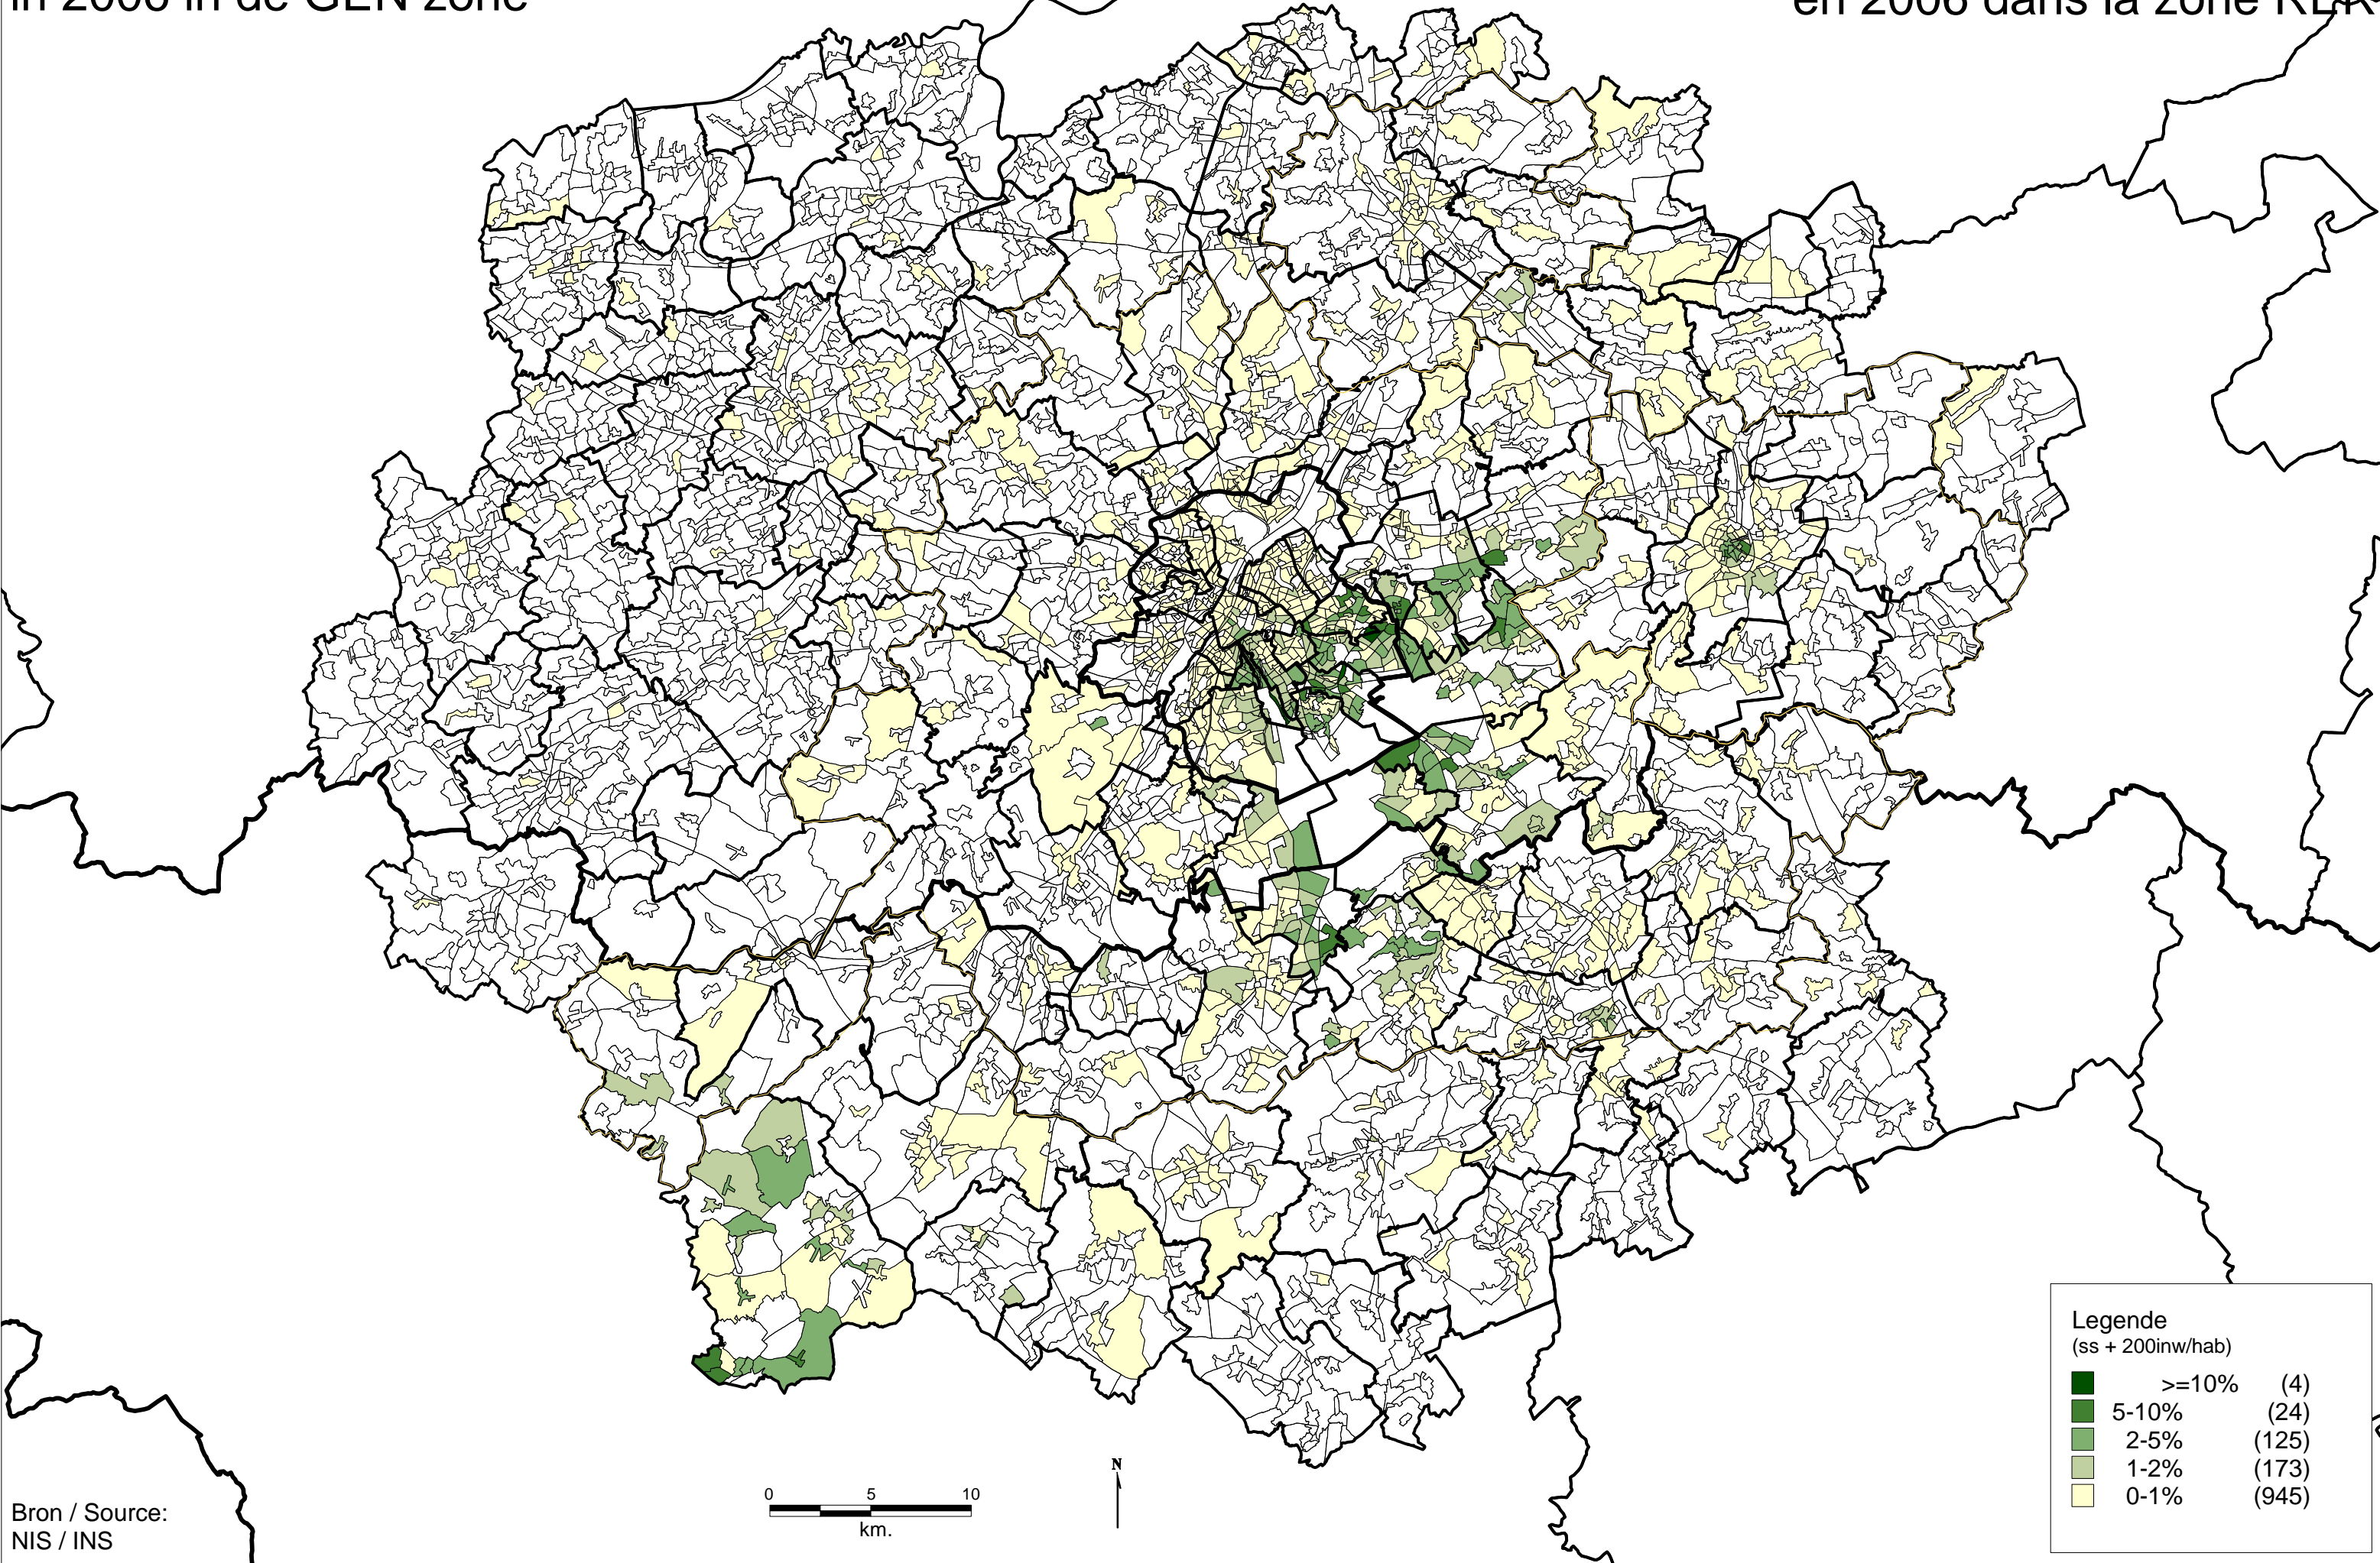 in 2006 in de GEN zone
en 2006 dans la zone RER
Legende
(ss + 200inw/hab)
>=10% (4)
5-10% (24)
2-5% (125)
1-2% (173)
0-1% (945)
N
0 5 10
km.
Bron / Source:
NIS / INS